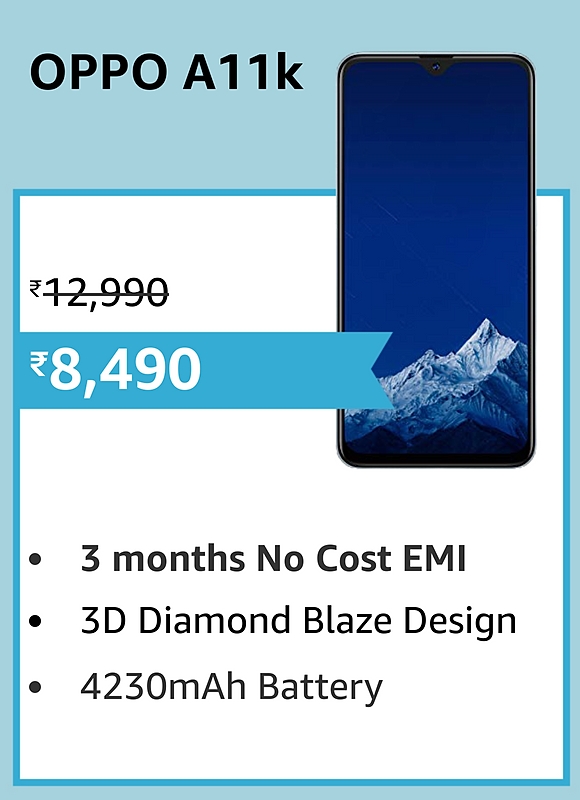 OPPO A11k
₹12,990
₹8,490
• 3 months No Cost EMI
• 3D Diamond Blaze Design
• 4230mAh Battery